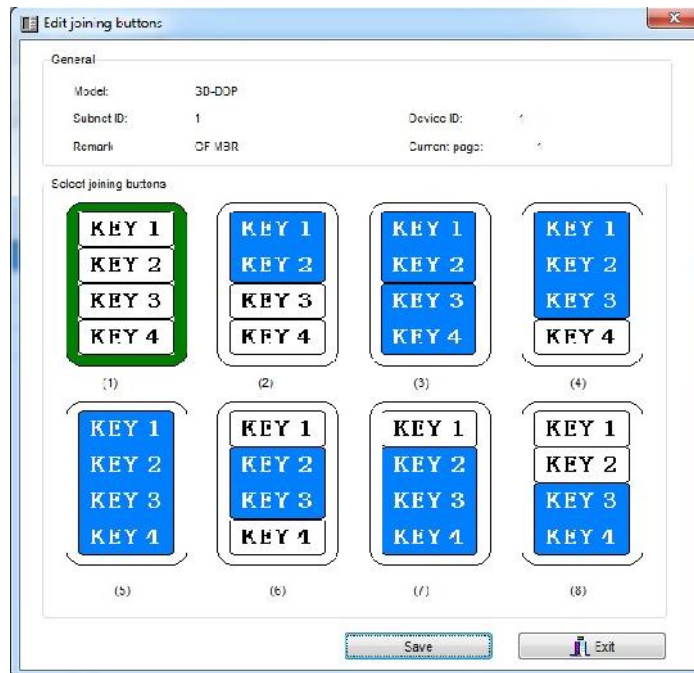 Edit joining buttons
General
Model: SB-DDP
Subnet ID: 1 Device ID: 1
Remark GF MBR Current page: 1
Select joining buttons
KEY 1 KEY 1 KEY 1 KEY 1
KEY 2 KEY 2 KEY 2 KEY 2
KEY 3 KEY 3 KEY 3 KEY 3
KEY 4 KEY 4 KEY 4 KEY 4
(1) (2) (3) (4)
KEY 1 KEY 1 KEY 1 KEY 1
KEY 2 KEY 2 KEY 2 KEY 2
KEY 3 KEY 3 KEY 3 KEY 3
KEY 4 KEY 4 KEY 4 KEY 4
(5) (6) (7) (8)
Save Exit